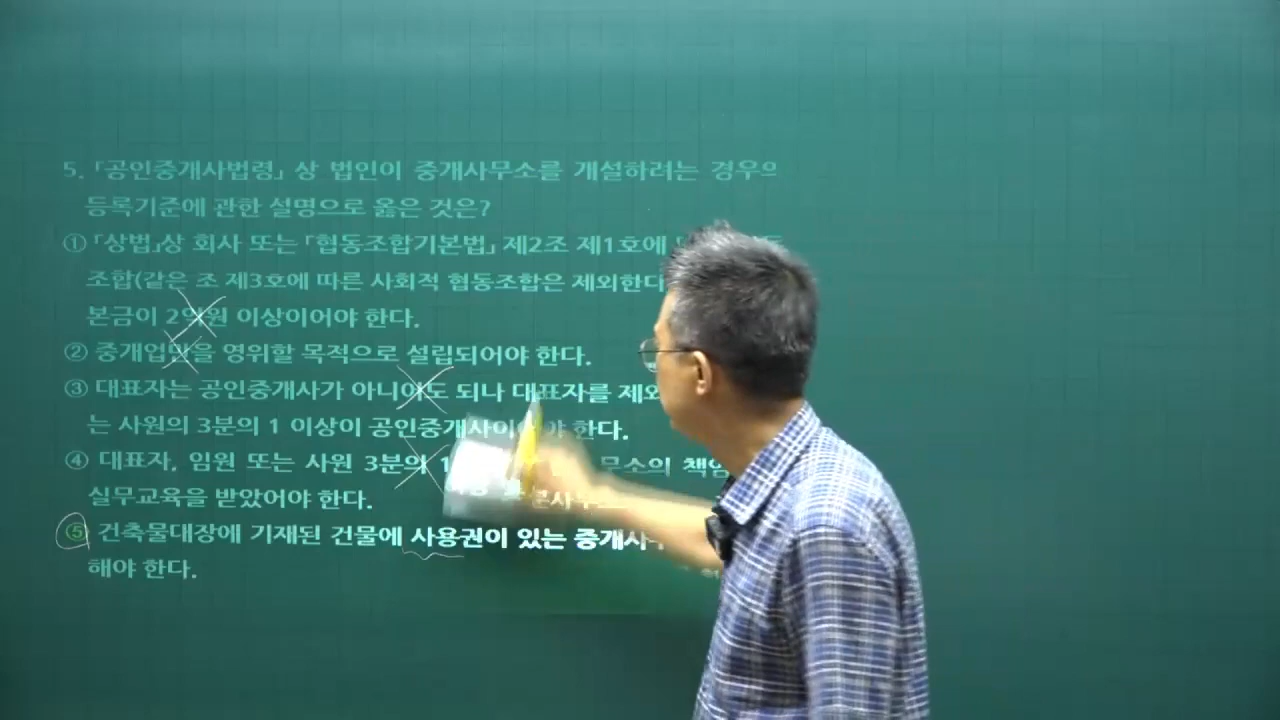 5. 「공인중개사법령」 상 법인이 중개사무소를 개설하려는 경우의
등록기준에 관한 설명으로 옳은 것은?
① 「상법」상 회사 또는 「협동조합기본법」 제2조 제1호에
조합(같은 조 제3호에 따른 사회적 협동조합은 제외한다
본금이 2억원 이상이어야 한다.
② 중개업만을 영위할 목적으로 설립되어야 한다.
③ 대표자는 공인중개사가 아니어도 되나 대표자를 제외
는 사원의 3분의 1 이상이 공인중개사이어야 한다.
④ 대표자, 임원 또는 사원 3분의 1 무소의 책임
실무교육을 받았어야 한다.
⑤ 건축물대장에 기재된 건물에 사용권이 있는 중개사
해야 한다.